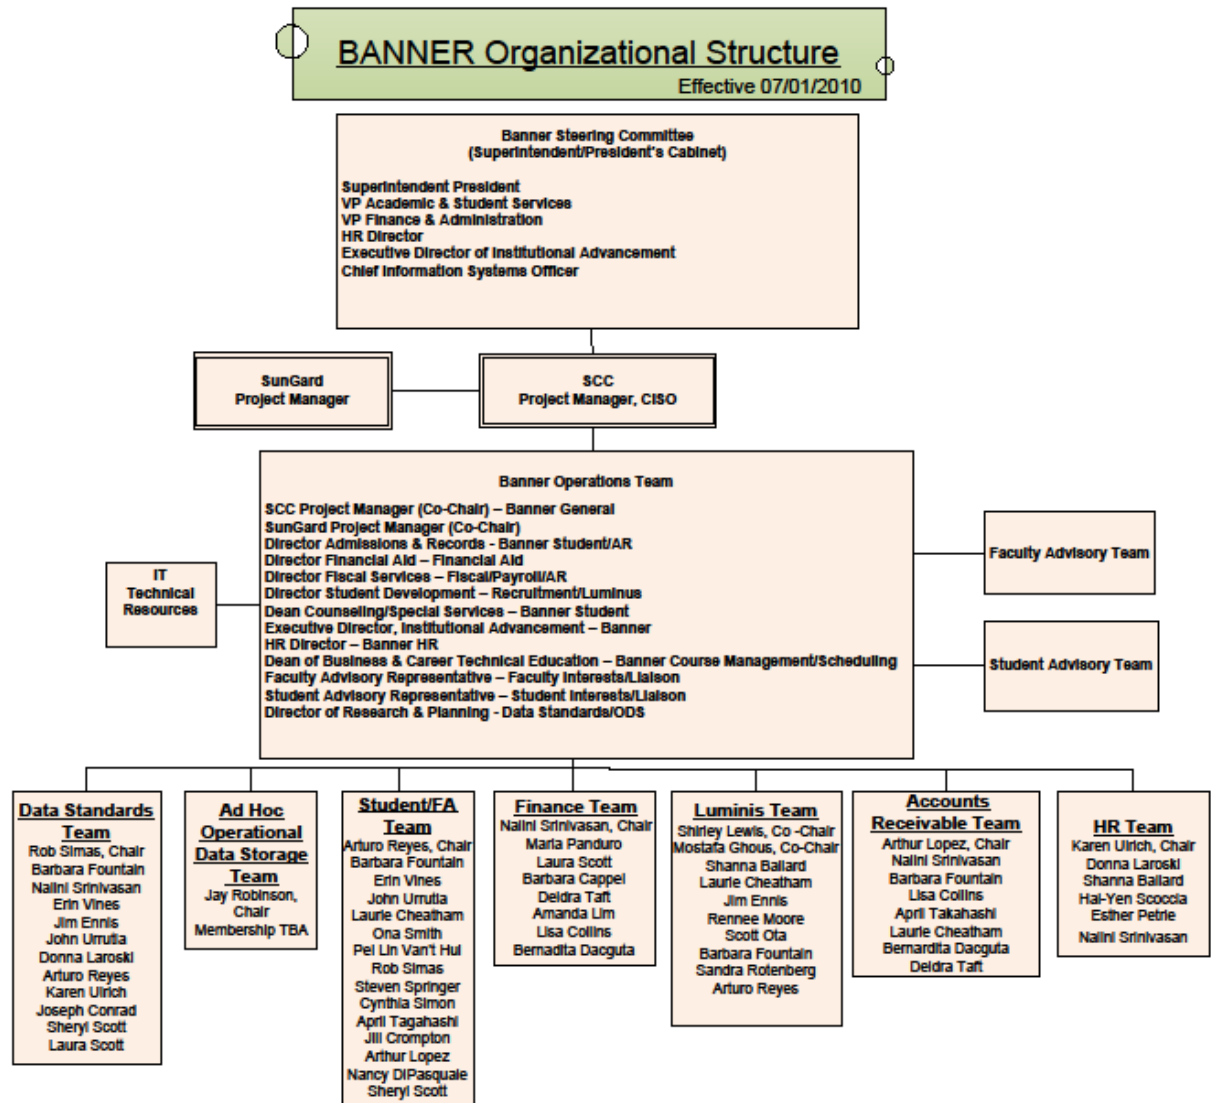 BANNER Organizational Structure
Effective 07/01/2010
Banner Steering Committee
(Superintendent/President's Cabinet)
Superintendent President
VP Academic & Student Services
VP Finance & Administration
HR Director
Executive Director of Institutional Advancement
Chief Information Systems Officer
SunGard
Project Manager
SCC
Project Manager, CISO
Banner Operations Team
SCC Project Manager (Co-Chair) – Banner General
SunGard Project Manager (Co-Chair)
Director Admissions & Records - Banner Student/AR
Director Financial Aid – Financial Aid
Director Fiscal Services – Fiscal/Payroll/AR
Director Student Development – Recruitment/Luminus
Dean Counseling/Special Services – Banner Student
Executive Director, Institutional Advancement – Banner
HR Director – Banner HR
Dean of Business & Career Technical Education – Banner Course Management/Scheduling
Faculty Advisory Representative – Faculty Interests/Liaison
Student Advisory Representative – Student Interests/Liaison
Director of Research & Planning - Data Standards/ODS
IT
Technical
Resources
Faculty Advisory Team
Student Advisory Team
Data Standards
Team
Rob Simas, Chair
Barbara Fountain
Nalini Srinivasan
Erin Vines
Jim Ennis
John Urrutia
Donna Laroski
Arturo Reyes
Karen Ulrich
Joseph Conrad
Sheryl Scott
Laura Scott
Ad Hoc
Operational
Data Storage
Team
Jay Robinson,
Chair
Membership TBA
Student/FA
Team
Arturo Reyes, Chair
Barbara Fountain
Erin Vines
John Urrutia
Laurie Cheatham
Ona Smith
Pei Lin Van't Hul
Rob Simas
Steven Springer
Cynthia Simon
April Tagahashi
Jill Crompton
Arthur Lopez
Nancy DiPasquale
Sheryl Scott
Finance Team
Nalini Srinivasan, Chair
Maria Panduro
Laura Scott
Barbara Cappel
Deidra Taft
Amanda Lim
Lisa Collins
Bernadita Dacguta
Luminis Team
Shirley Lewis, Co -Chair
Mostafa Ghous, Co-Chair
Shanna Ballard
Laurie Cheatham
Jim Ennis
Rennee Moore
Scott Ota
Barbara Fountain
Sandra Rotenberg
Arturo Reyes
Accounts
Receivable Team
Arthur Lopez, Chair
Nalini Srinivasan
Barbara Fountain
Lisa Collins
April Takahashi
Laurie Cheatham
Bernardita Dacguta
Deidra Taft
HR Team
Karen Ulrich, Chair
Donna Laroski
Shanna Ballard
Hai-Yen Scoccia
Esther Petrie
Nalini Srinivasan